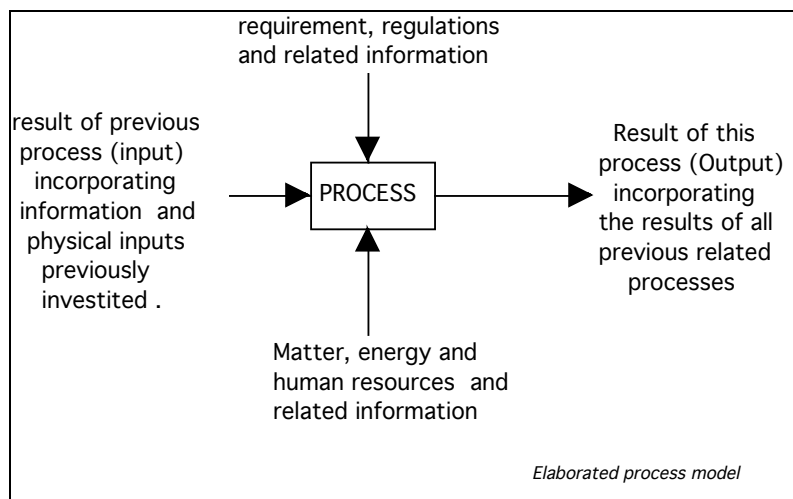 requirement, regulations
and related information
result of previous
process (input)
incorporating
information and
physical inputs
previously
investited .
PROCESS
Result of this
process (Output)
incorporating
the results of all
previous related
processes
Matter, energy and
human resources and
related information
Elaborated process model